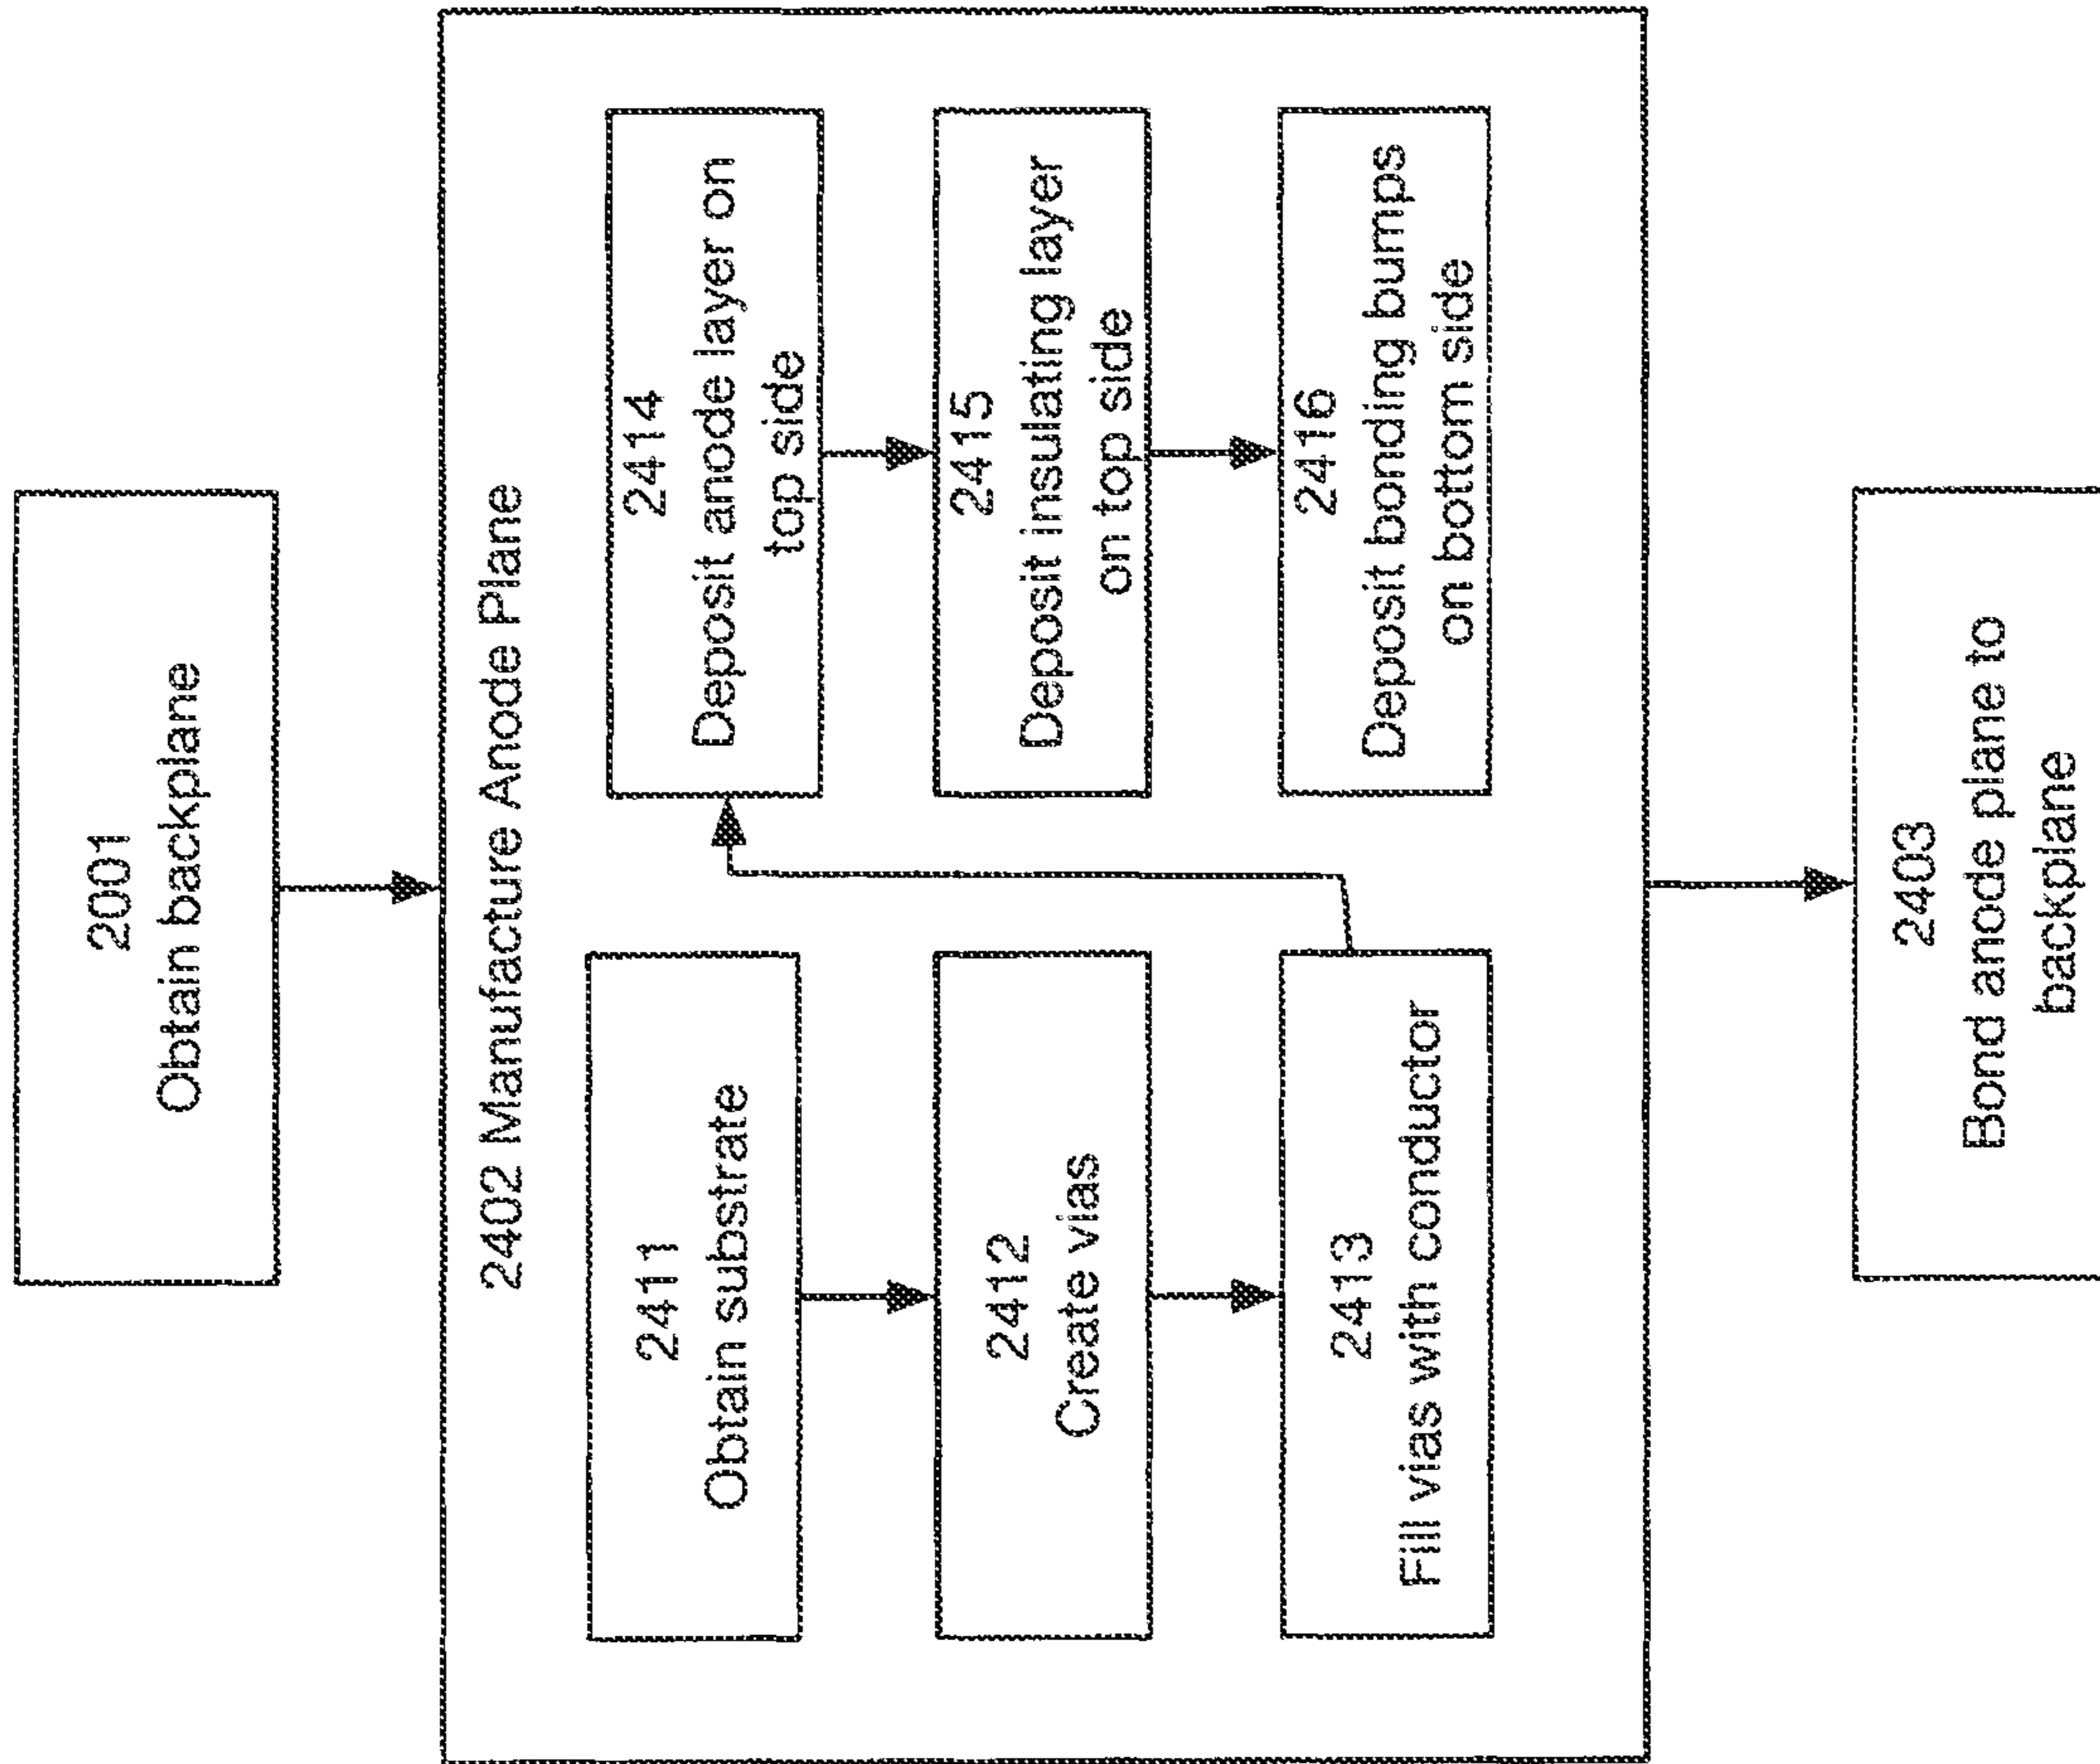 2001
Obtain backplane
2402 Manufacture Anode Plane
2411
Obtain substrate
2412
Create vias
2413
Fill vias with conductor
2414
Deposit anode layer on
top side
2415
Deposit insulating layer
on top side
2416
Deposit bonding bumps
on bottom side
2403
Bond anode plane to
backplane